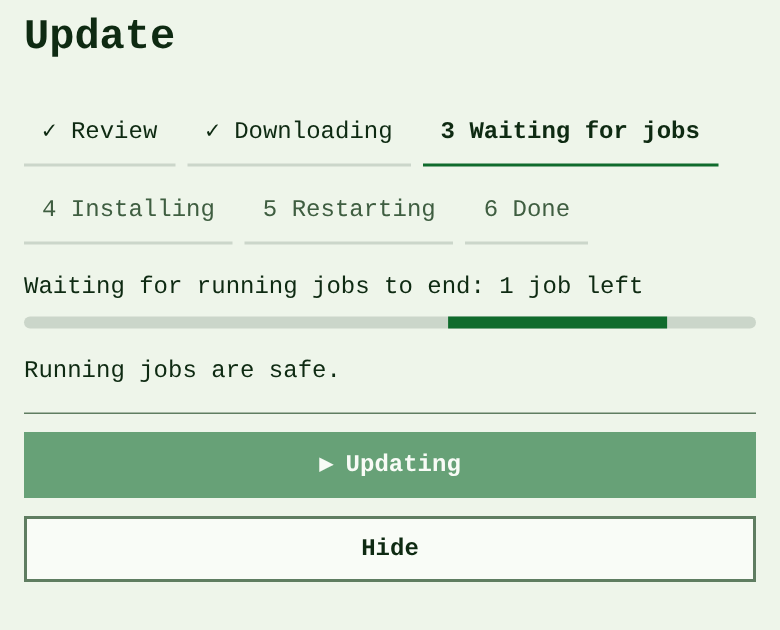 Update
✓ Review ✓ Downloading 3 Waiting for jobs
4 Installing 5 Restarting 6 Done
Waiting for running jobs to end: 1 job left
Running jobs are safe.
▶ Updating
Hide